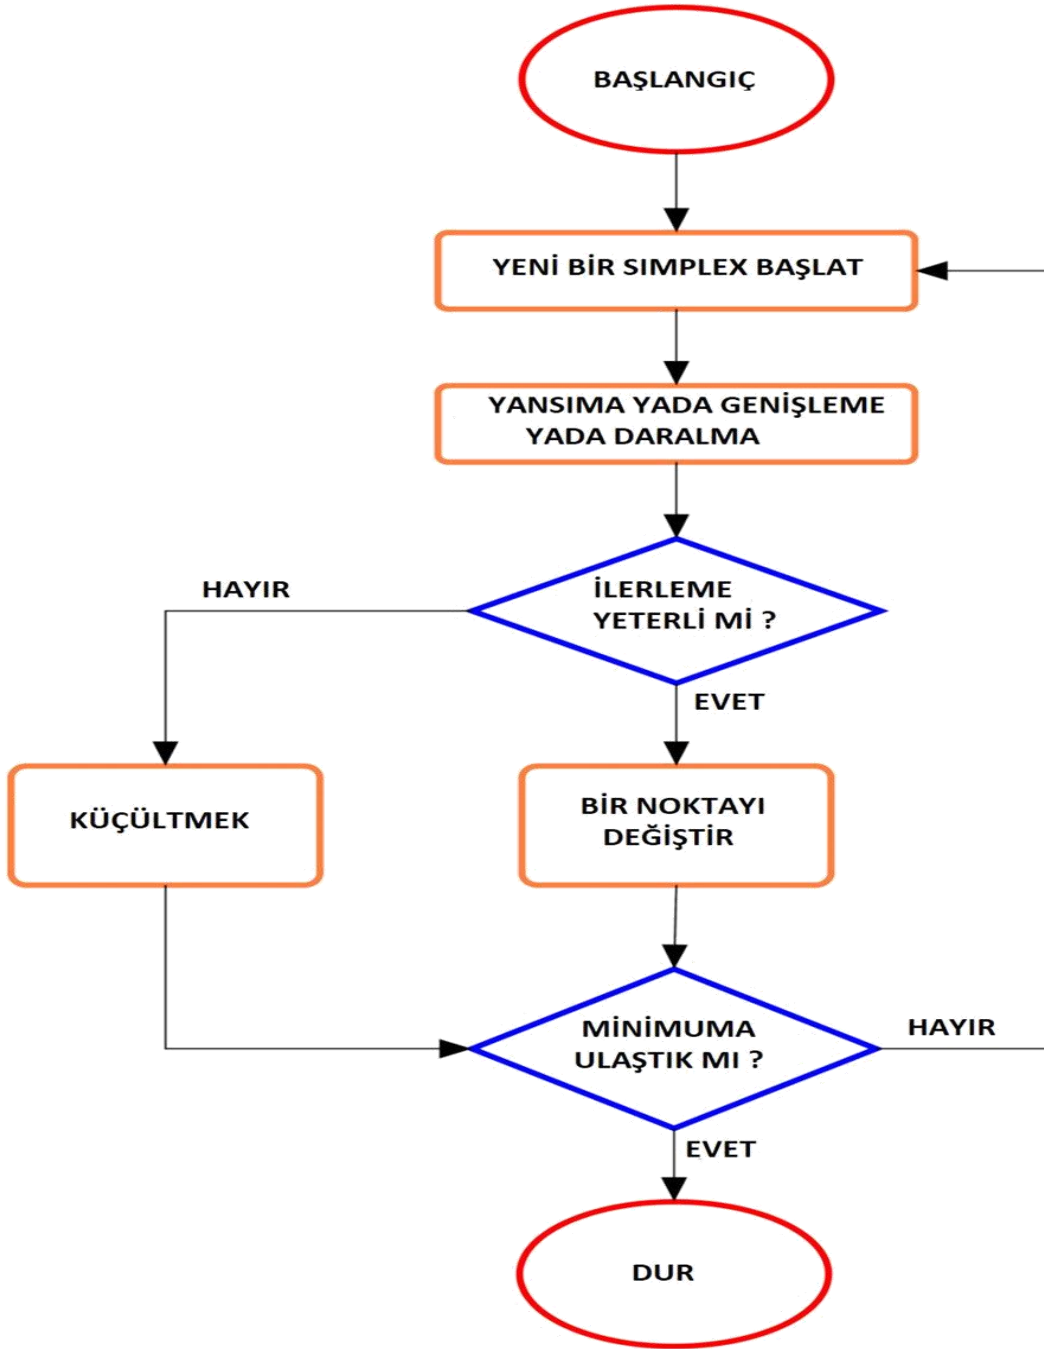 BAŞLANGIÇ
YENİ BİR SIMPLEX BAŞLAT
YANSIMA YADA GENİŞLEME
YADA DARALMA
HAYIR
İLERLEME
YETERLİ Mİ ?
EVET
KÜÇÜLTMEK
BİR NOKTAYI
DEĞİŞTİR
MİNİMUMA
ULAŞTIK MI ?
HAYIR
EVET
DUR